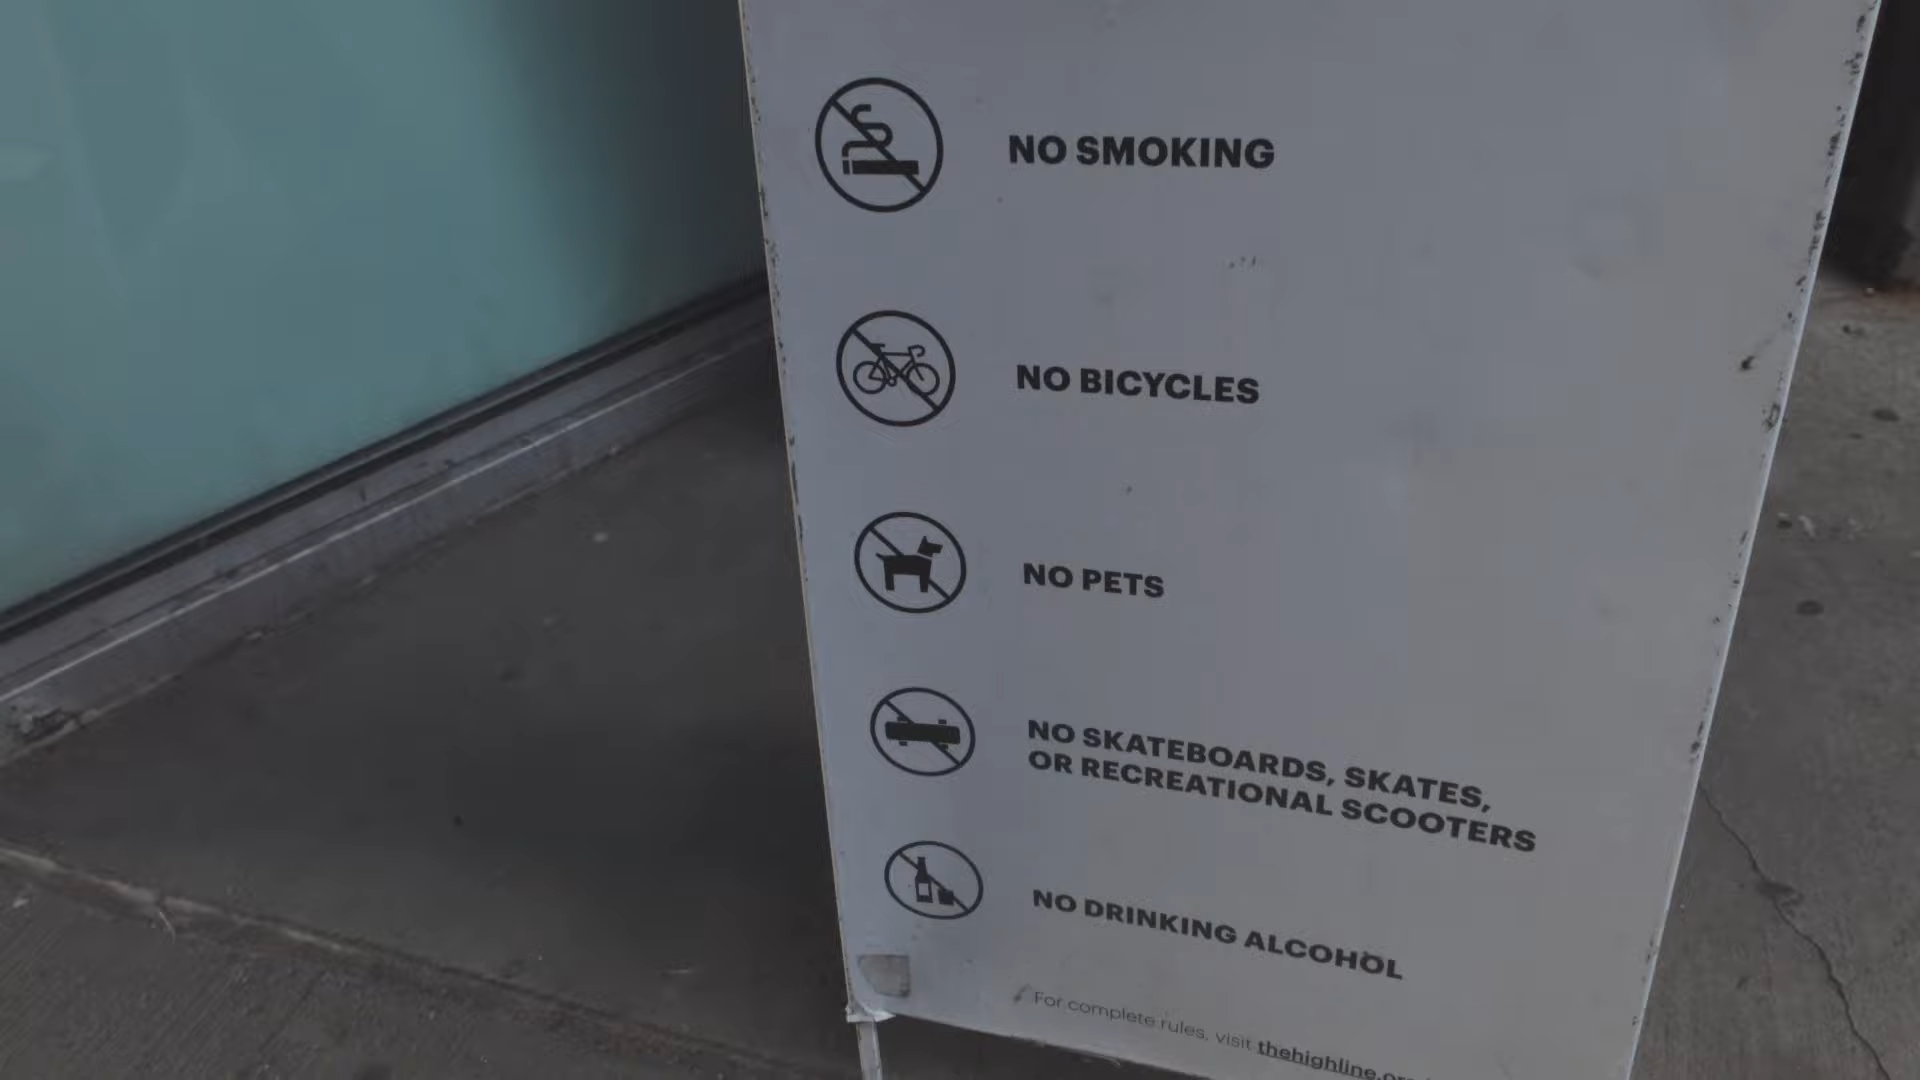 NO SMOKING
NO BICYCLES
NO PETS
NO SKATEBOARDS, SKATES,
OR RECREATIONAL SCOOTERS
NO DRINKING ALCOHOL
For complete rules, visit